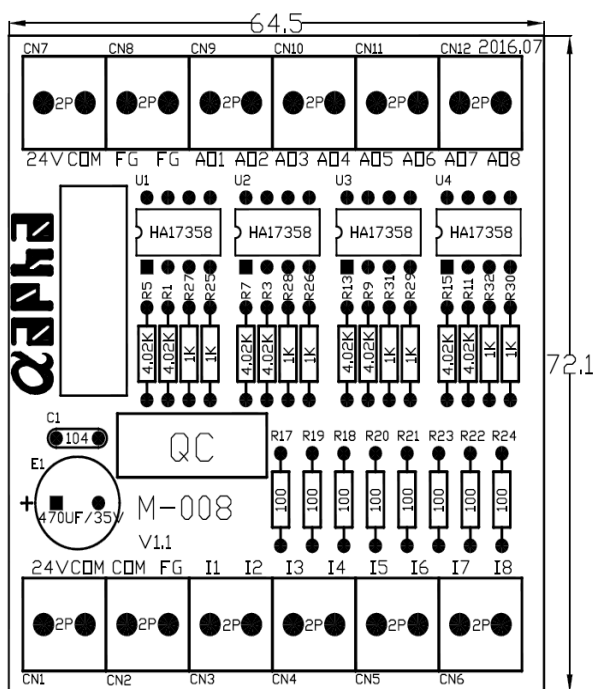 64.5
CN7 CN8 CN9 CN10 CN11 CN12 2016.07
2P 2P 2P 2P 2P 2P
24V COM FG FG AO1 AO2 AO3 AO4 AO5 AO6 AO7 AO8
U1 U2 U3 U4
HA17358 HA17358 HA17358 HA17358
R5 R1 R27 R25 R7 R3 R28 R26 R13 R9 R31 R29 R15 R11 R32 R30
4.02K 4.02K 1K 1K 4.02K 4.02K 1K 1K 4.02K 4.02K 1K 1K 4.02K 4.02K 1K 1K
72.1
C1
104
QC
R17 R19 R18 R20 R21 R23 R22 R24
100 100 100 100 100 100 100 100
E1
+
470UF/35V
M-008
V1.1
24V COM COM FG I1 I2 I3 I4 I5 I6 I7 I8
2P 2P 2P 2P 2P 2P
CN1 CN2 CN3 CN4 CN5 CN6